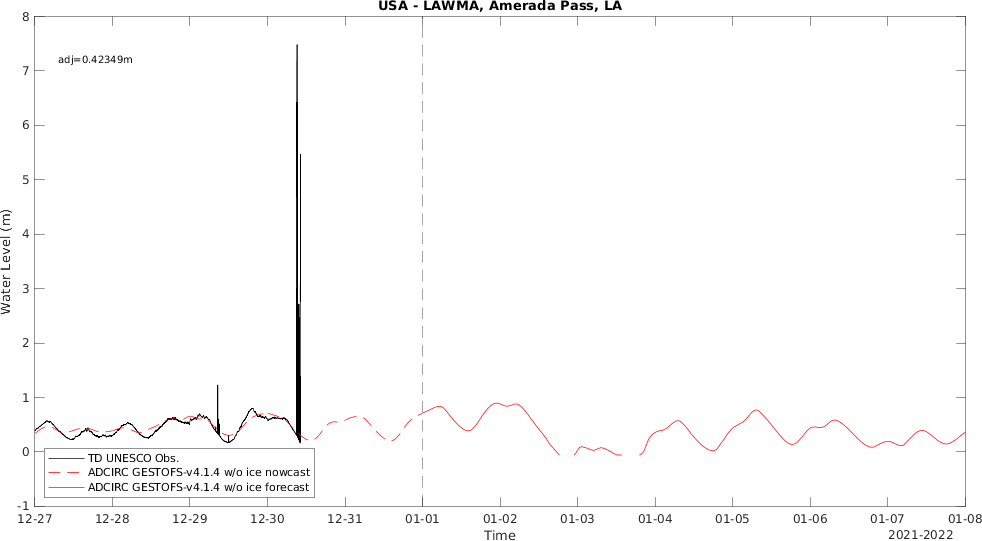 USA - LAWMA, Amerada Pass, LA
8
adj=0.42349m
7
6
5
4
3
2
1
0
-1
Water Level (m)
TD UNESCO Obs.
ADCIRC GESTOFS-v4.1.4 w/o ice nowcast
ADCIRC GESTOFS-v4.1.4 w/o ice forecast
12-27 12-28 12-29 12-30 12-31 01-01 01-02 01-03 01-04 01-05 01-06 01-07 01-08
Time
2021-2022